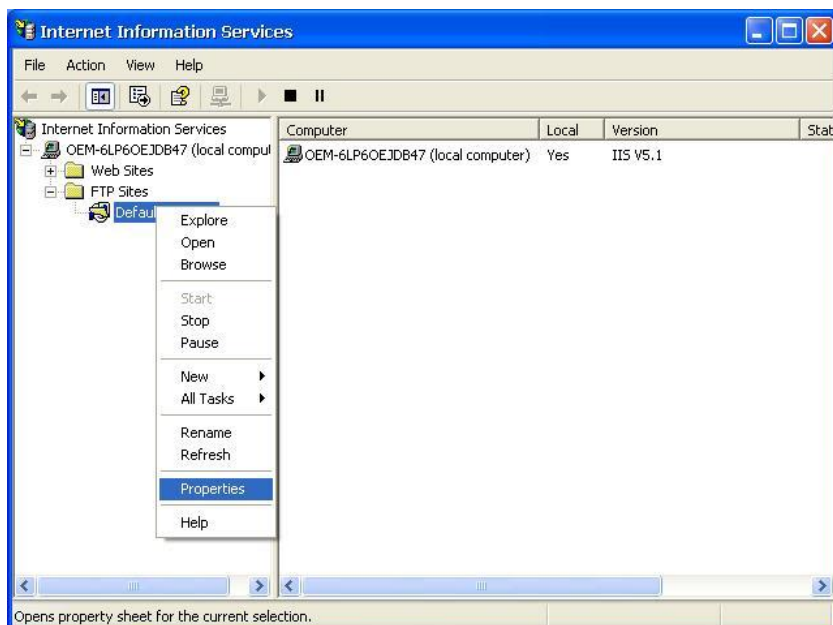 Internet Information Services
File Action View Help
Internet Information Services
OEM-6LP6OEJDB47 (local comput
Web Sites
FTP Sites
Defaul
Computer Local Version Stat
OEM-6LP6OEJDB47 (local computer) Yes IIS V5.1
Explore
Open
Browse
Start
Stop
Pause
New
All Tasks
Rename
Refresh
Properties
Help
Opens property sheet for the current selection.